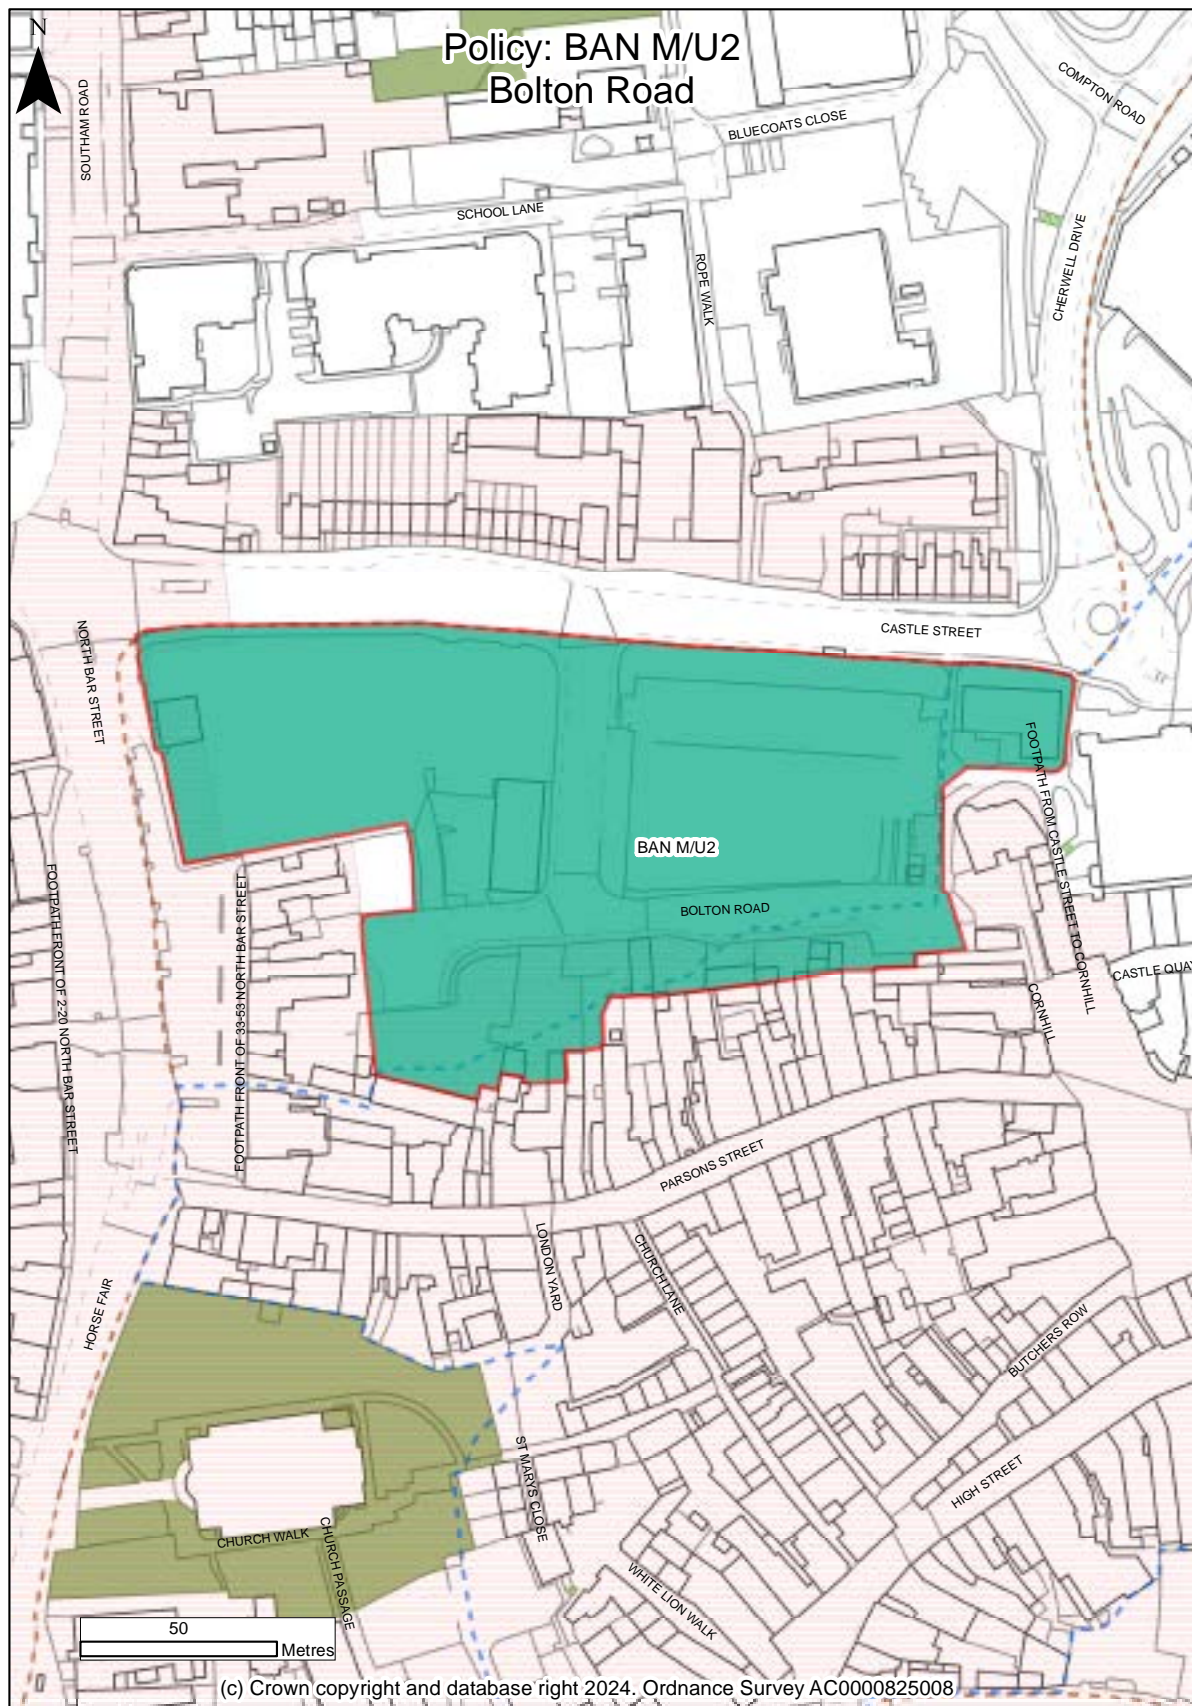 N
Policy: BAN M/U2
Bolton Road
COMPTON ROAD
SOUTHAM ROAD
BLUECOATS CLOSE
SCHOOL LANE
ROPE WALK
CHERWELL DRIVE
CASTLE STREET
NORTH BAR STREET
FOOTPATH FROM CASTLE STREET TO CORNHILL
BAN M/U2
BOLTON ROAD
FOOTPATH FRONT OF 2-20 NORTH BAR STREET
FOOTPATH FRONT OF 33-53 NORTH BAR STREET
CASTLE QUAY
CORNHILL
PARSONS STREET
LONDON YARD
CHURCH LANE
HORSE FAIR
BUTCHERS ROW
HIGH STREET
ST MARYS CLOSE
CHURCH WALK
CHURCH PASSAGE
WHITE LION WALK
50
Metres
(c) Crown copyright and database right 2024. Ordnance Survey AC0000825008